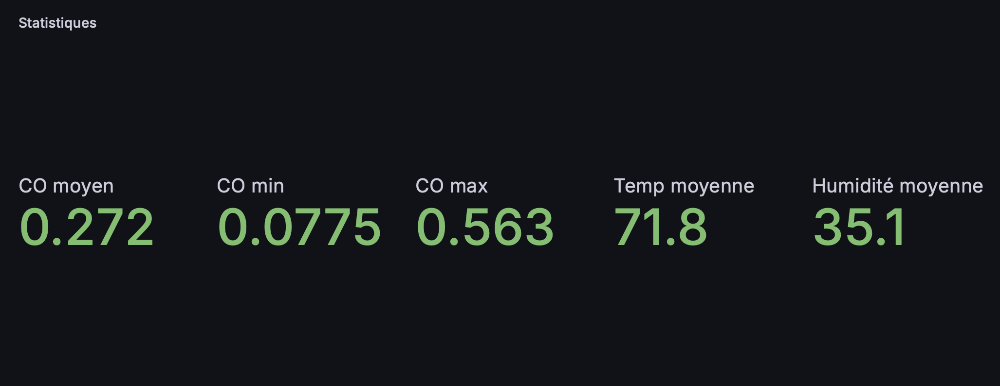 Statistiques
CO moyen
0.272
CO min
0.0775
CO max
0.563
Temp moyenne
71.8
Humidité moyenne
35.1